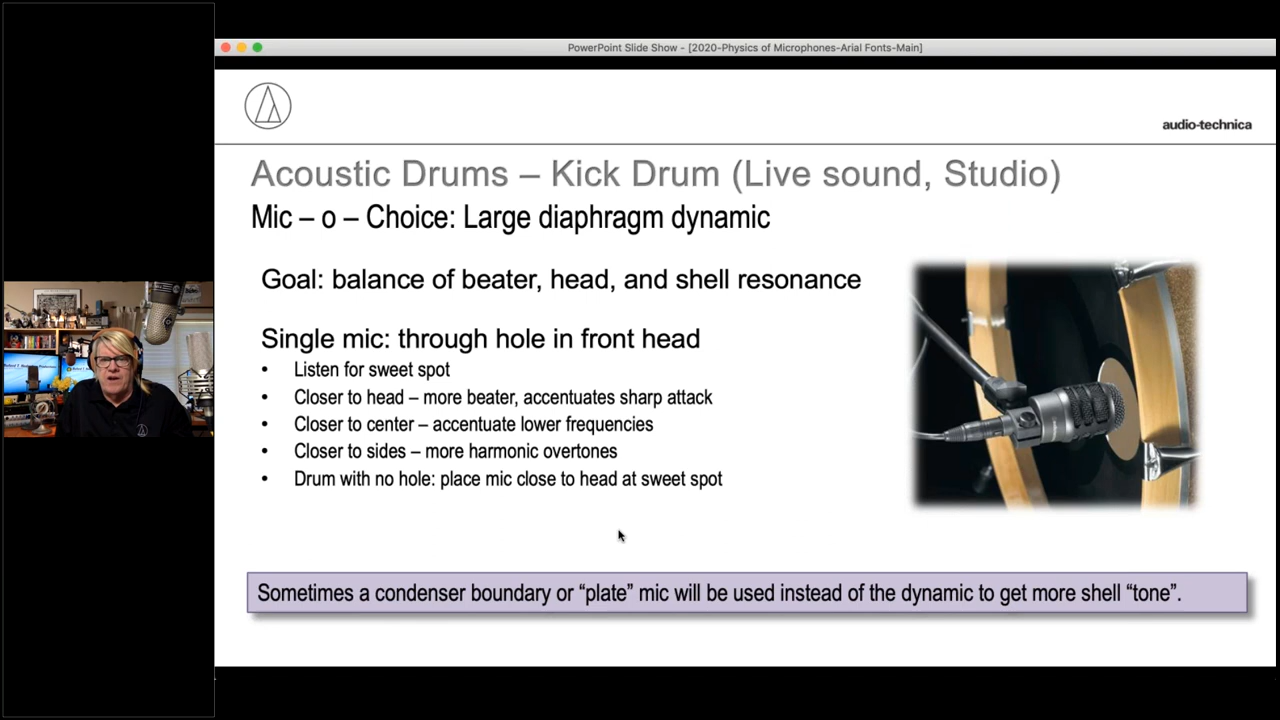 PowerPoint Slide Show - [2020-Physics of Microphones-Arial Fonts-Main]
audio-technica
Acoustic Drums – Kick Drum (Live sound, Studio)
Mic – o – Choice: Large diaphragm dynamic
Goal: balance of beater, head, and shell resonance
Single mic: through hole in front head
• Listen for sweet spot
• Closer to head – more beater, accentuates sharp attack
• Closer to center – accentuate lower frequencies
• Closer to sides – more harmonic overtones
• Drum with no hole: place mic close to head at sweet spot
Sometimes a condenser boundary or “plate” mic will be used instead of the dynamic to get more shell “tone”.